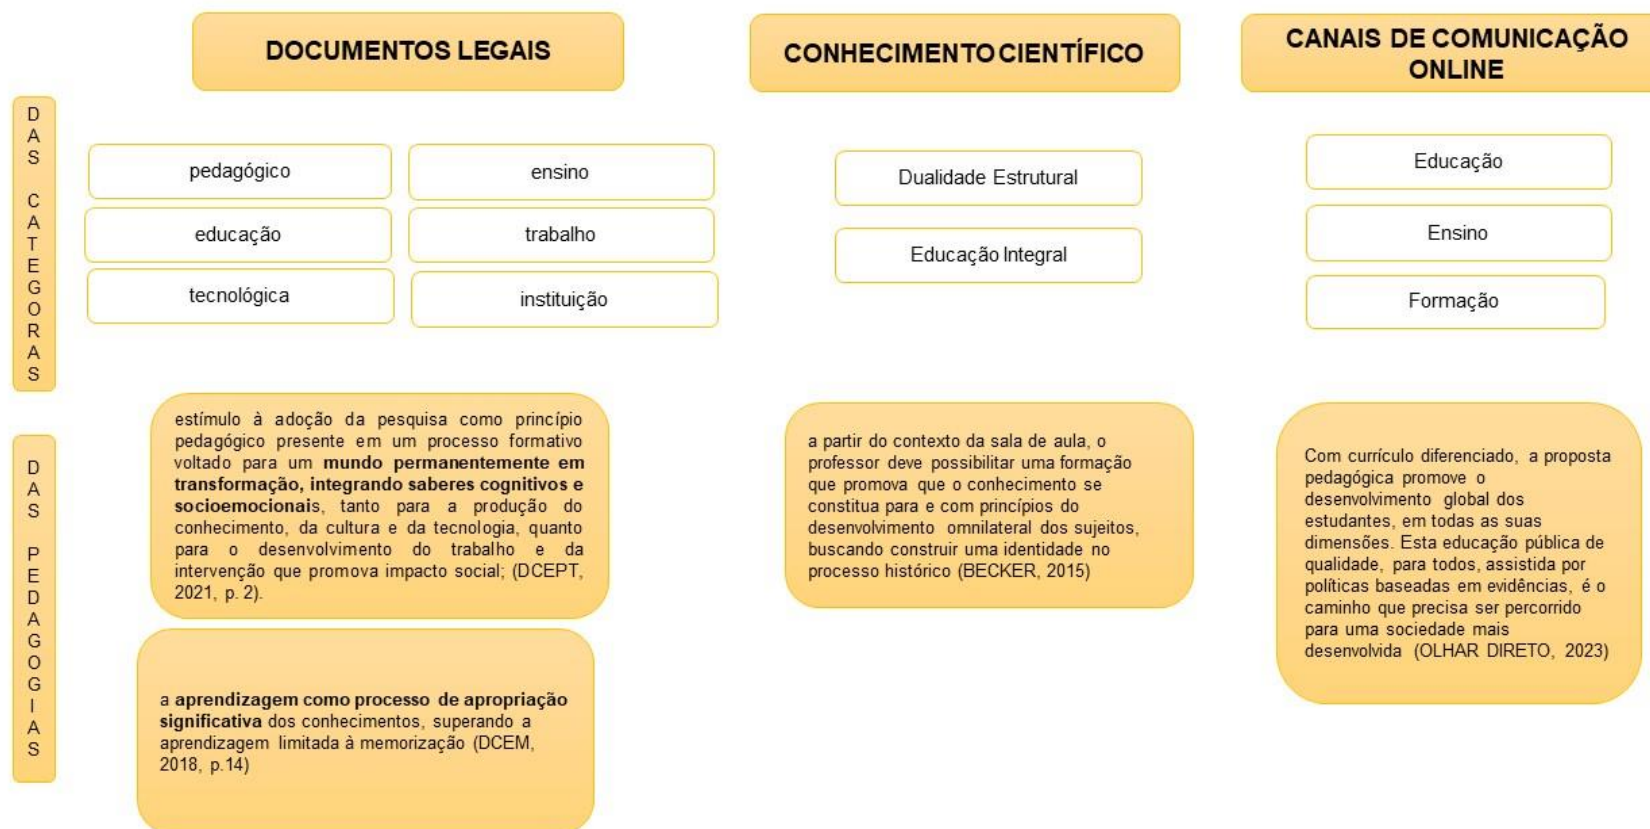 DOCUMENTOS LEGAIS
CONHECIMENTO CIENTÍFICO
CANAIS DE COMUNICAÇÃO
ONLINE
DAS CATEGORAS
pedagógico
ensino
educação
trabalho
tecnológica
instituição
Dualidade Estrutural
Educação Integral
Educação
Ensino
Formação
DAS PEDAGOGIAS
estímulo à adoção da pesquisa como princípio
pedagógico presente em um processo formativo
voltado para um mundo permanentemente em
transformação, integrando saberes cognitivos e
socioemocionais, tanto para a produção do
conhecimento, da cultura e da tecnologia, quanto
para o desenvolvimento do trabalho e da
intervenção que promova impacto social; (DCEPT,
2021, p. 2).
a aprendizagem como processo de apropriação
significativa dos conhecimentos, superando a
aprendizagem limitada à memorização (DCEM,
2018, p.14)
a partir do contexto da sala de aula, o
professor deve possibilitar uma formação
que promova que o conhecimento se
constitua para e com princípios do
desenvolvimento omnilateral dos sujeitos,
buscando construir uma identidade no
processo histórico (BECKER, 2015)
Com currículo diferenciado, a proposta
pedagógica promove o
desenvolvimento global dos
estudantes, em todas as suas
dimensões. Esta educação pública de
qualidade, para todos, assistida por
políticas baseadas em evidências, é o
caminho que precisa ser percorrido
para uma sociedade mais
desenvolvida (OLHAR DIRETO, 2023)